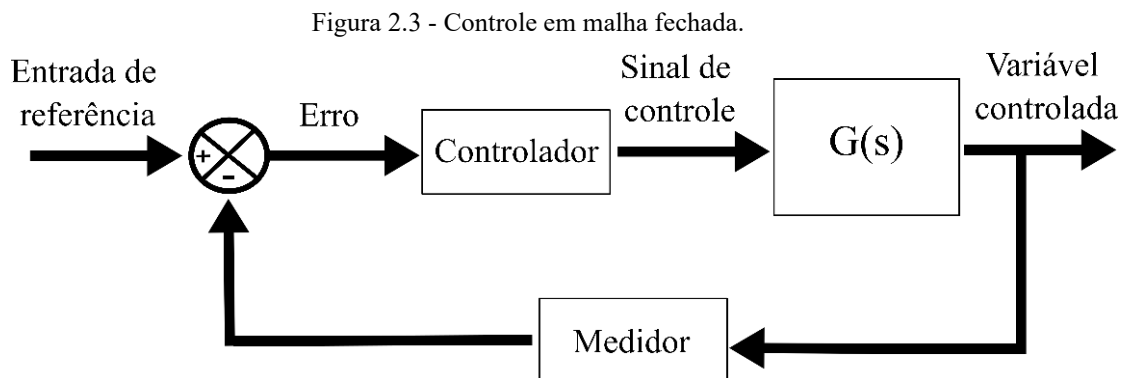 Figura 2.3 - Controle em malha fechada.
Entrada de
referência
+
-
Erro
Controlador
Sinal de
controle
G(s)
Variável
controlada
Medidor